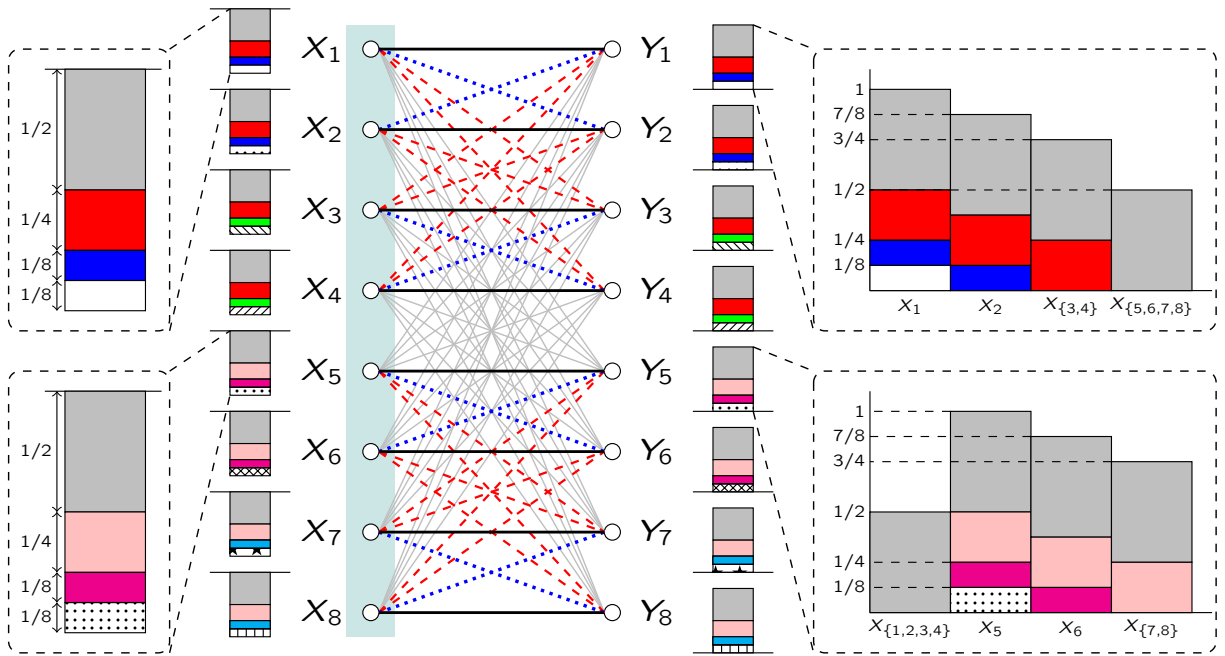 1/2
1/4
1/8
1/8
1/2
1/4
1/8
1/8
X1
X2
X3
X4
X5
X6
X7
X8
Y1
Y2
Y3
Y4
Y5
Y6
Y7
Y8
1
7/8
3/4
1/2
1/4
1/8
X1 X2 X{3,4} X{5,6,7,8}
1
7/8
3/4
1/2
1/4
1/8
X{1,2,3,4} X5 X6 X{7,8}